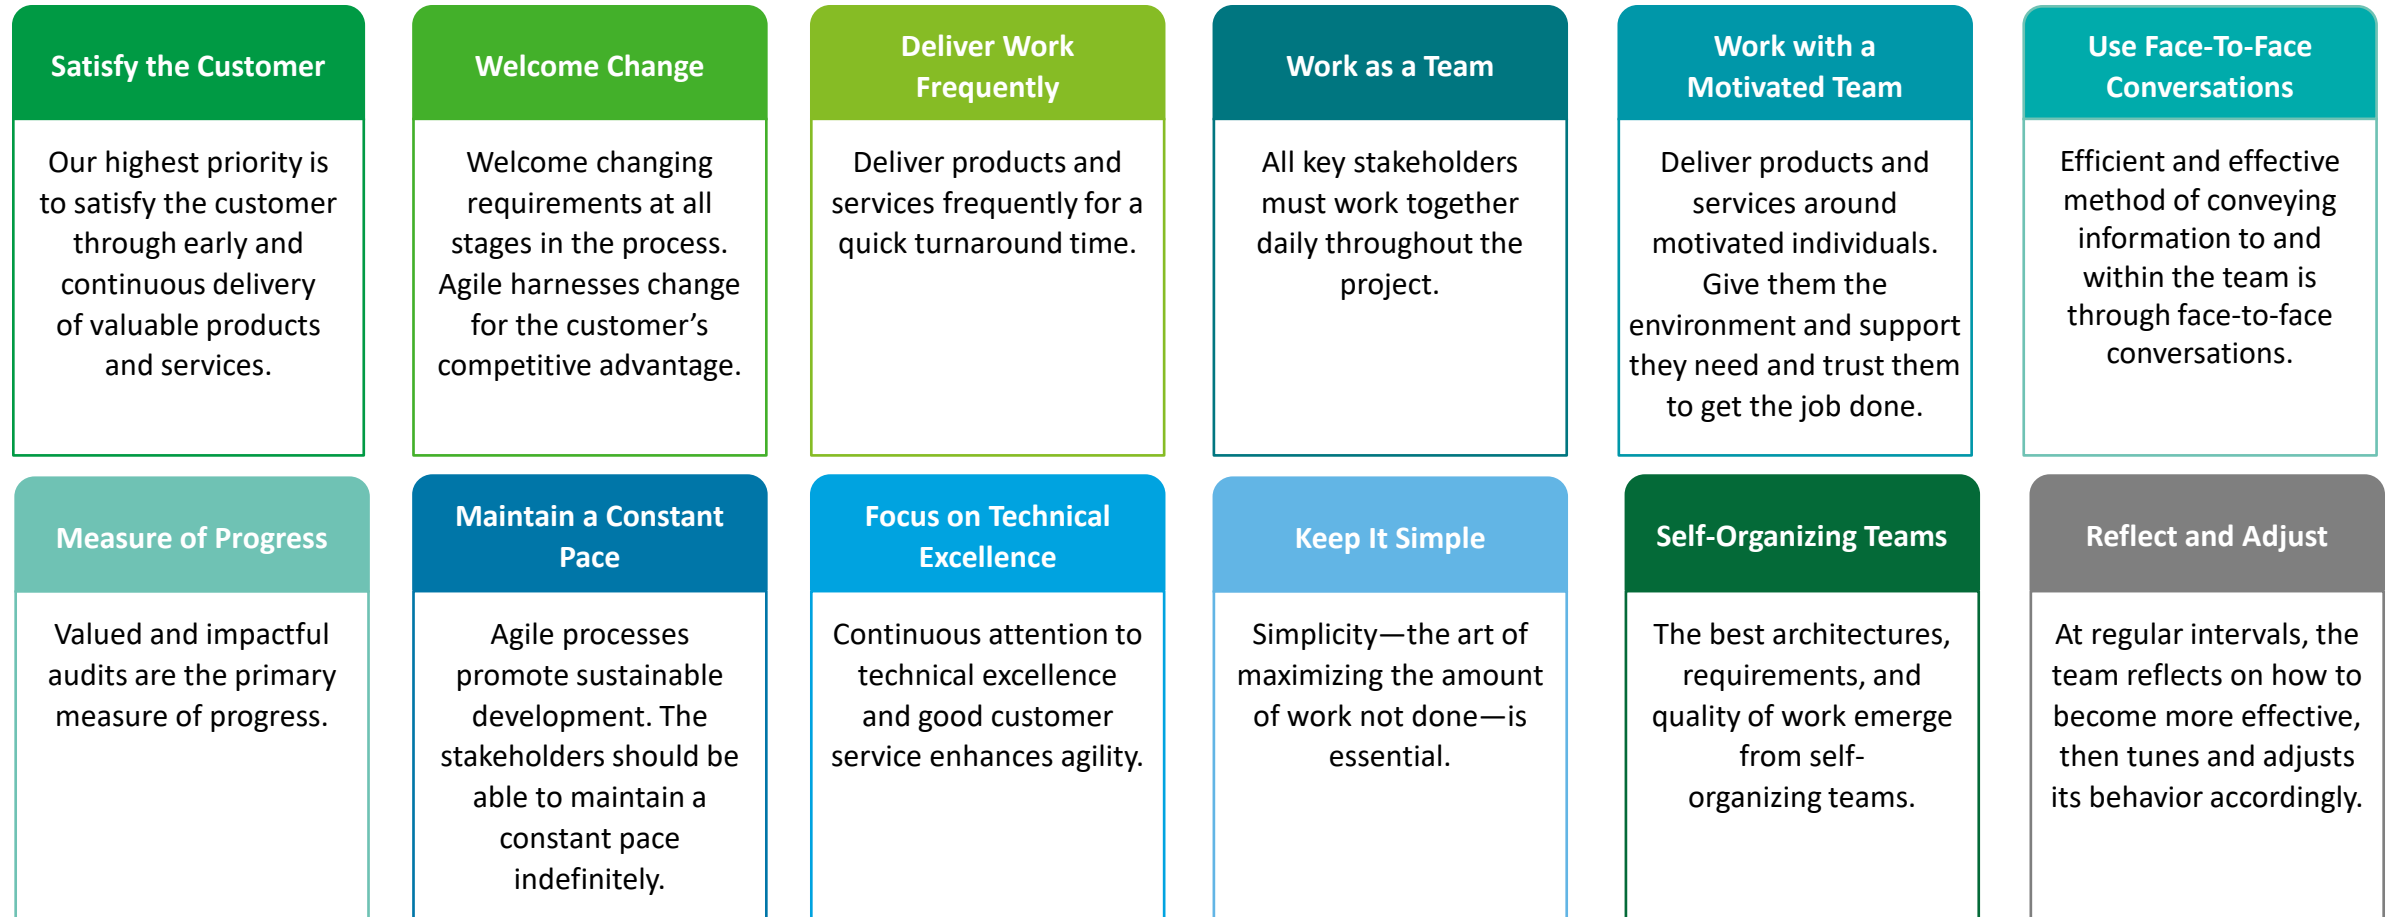 Satisfy the Customer
Our highest priority is
to satisfy the customer
through early and
continuous delivery
of valuable products
and services.
Welcome Change
Welcome changing
requirements at all
stages in the process.
Agile harnesses change
for the customer’s
competitive advantage.
Deliver Work
Frequently
Deliver products and
services frequently for a
quick turnaround time.
Work as a Team
All key stakeholders
must work together
daily throughout the
project.
Work with a
Motivated Team
Deliver products and
services around
motivated individuals.
Give them the
environment and support
they need and trust them
to get the job done.
Use Face-To-Face
Conversations
Efficient and effective
method of conveying
information to and
within the team is
through face-to-face
conversations.
Measure of Progress
Valued and impactful
audits are the primary
measure of progress.
Maintain a Constant
Pace
Agile processes
promote sustainable
development. The
stakeholders should be
able to maintain a
constant pace
indefinitely.
Focus on Technical
Excellence
Continuous attention to
technical excellence
and good customer
service enhances agility.
Keep It Simple
Simplicity—the art of
maximizing the amount
of work not done—is
essential.
Self-Organizing Teams
The best architectures,
requirements, and
quality of work emerge
from self-
organizing teams.
Reflect and Adjust
At regular intervals, the
team reflects on how to
become more effective,
then tunes and adjusts
its behavior accordingly.